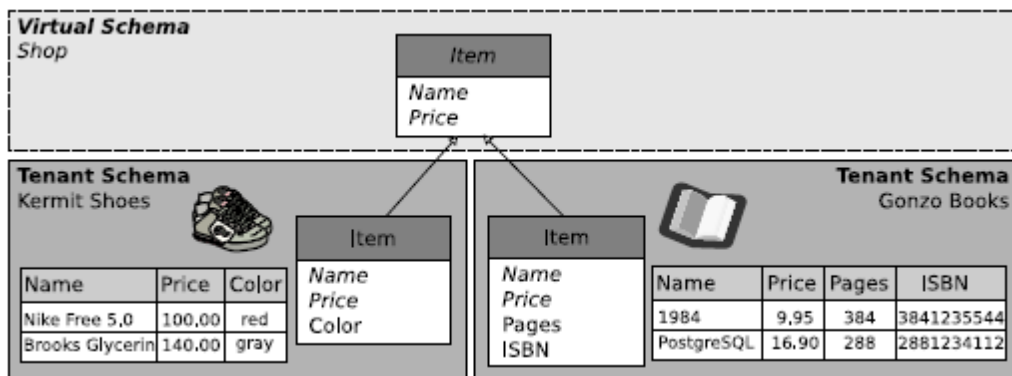 Virtual Schema
Shop
Item
Name
Price
Tenant Schema
Kermit Shoes
Item
Name
Price
Color
Name Price Color
Nike Free 5.0 100.00 red
Brooks Glycerin 140.00 gray
Tenant Schema
Gonzo Books
Item
Name
Price
Pages
ISBN
Name Price Pages ISBN
1984 9.95 384 3841235544
PostgreSQL 16.90 288 2881234112